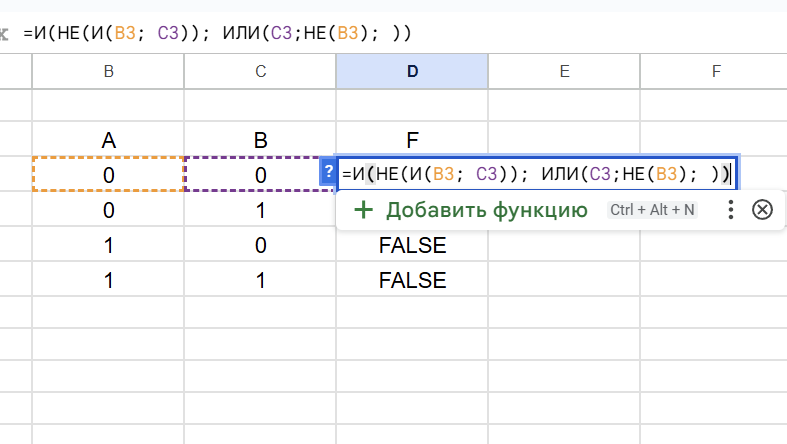 =И(НЕ(И(B3; C3)); ИЛИ(C3;НЕ(B3); ))
B C D E F
A B F
0 0 ? =И(НЕ(И(B3; C3)); ИЛИ(C3;НЕ(B3); ))
0 1 + Добавить функцию Ctrl + Alt + N
1 0 FALSE
1 1 FALSE